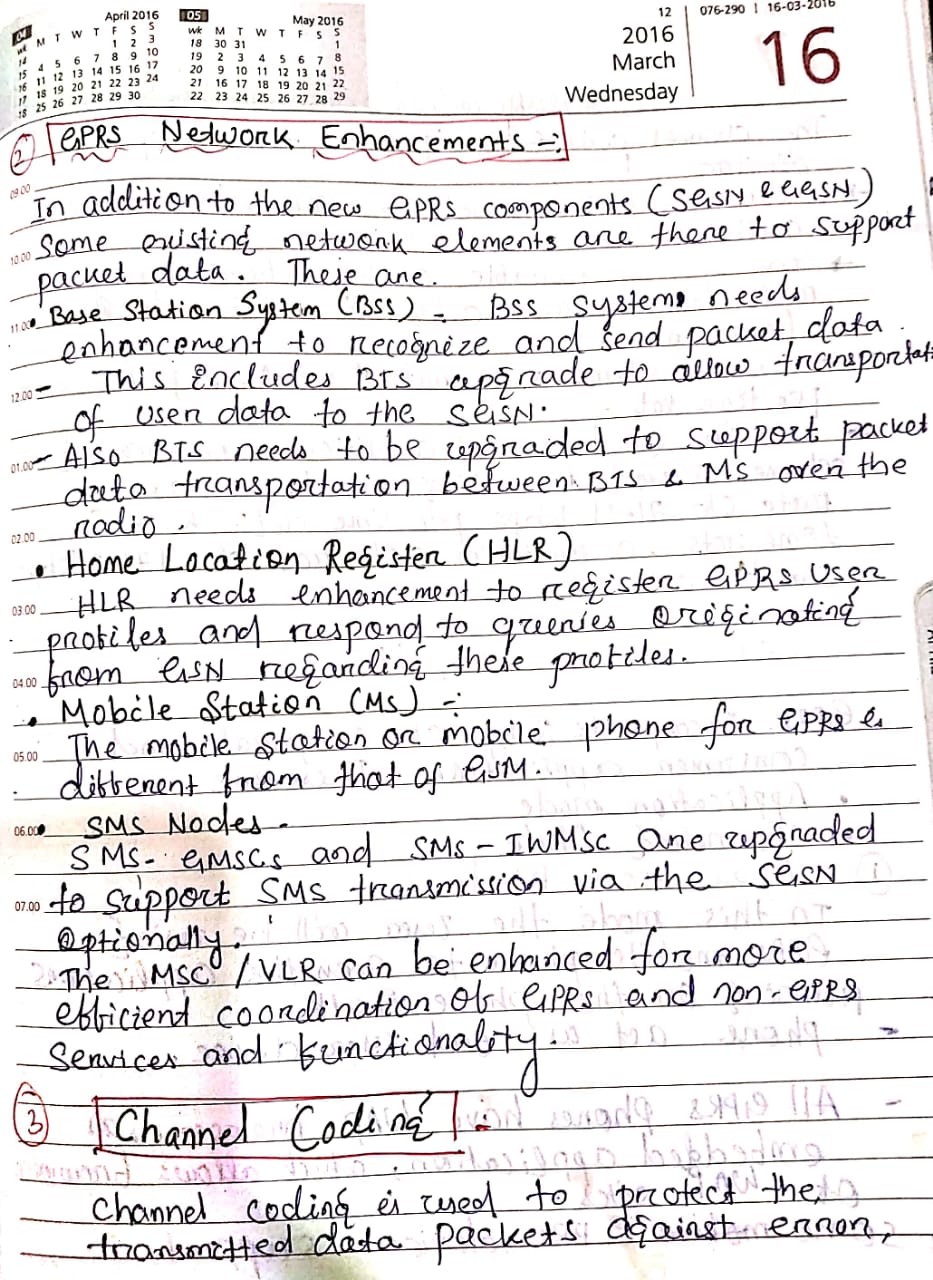 April 2016
M T W T F S S
1 2 3
14 4 5 6 7 8 9 10
15 11 12 13 14 15 16 17
16 18 19 20 21 22 23 24
17 25 26 27 28 29 30
18
05 May 2016
wk M T W T F S S
18 30 31 1
19 2 3 4 5 6 7 8
20 9 10 11 12 13 14 15
21 16 17 18 19 20 21 22
22 23 24 25 26 27 28 29
12
2016
March
Wednesday
076-290 | 16-03-2016
16
② GPRS Network Enhancements -:
09.00 In addition to the new GPRS components (SGSN & GGSN)
10.00 Some existing network elements are there to support
packet data. These are.
11.00 • Base Station System (BSS) - BSS system needs
enhancement to recognize and send packet data.
12.00 - This includes BTS upgrade to allow transportat
of user data to the SGSN.
01.00 - Also BTS needs to be upgraded to support packet
data transportation between BTS & MS over the
02.00 radio.
• Home Location Register (HLR)
03.00 HLR needs enhancement to register GPRS User
profiles and respond to queries originating
04.00 from GSN regarding these profiles.
• Mobile Station (MS) -:
05.00 The mobile station or mobile phone for GPRS is
different from that of GSM.
06.00 • SMS Nodes -
SMS-GMSCs and SMS-IWMSC are upgraded
07.00 to support SMS transmission via the SGSN
Optionally.
The MSC/VLR can be enhanced for more
efficient coordination of GPRS and non-GPRS
Services and functionality.
③ Channel Coding :-
Channel coding is used to protect the
transmitted data packets against error,